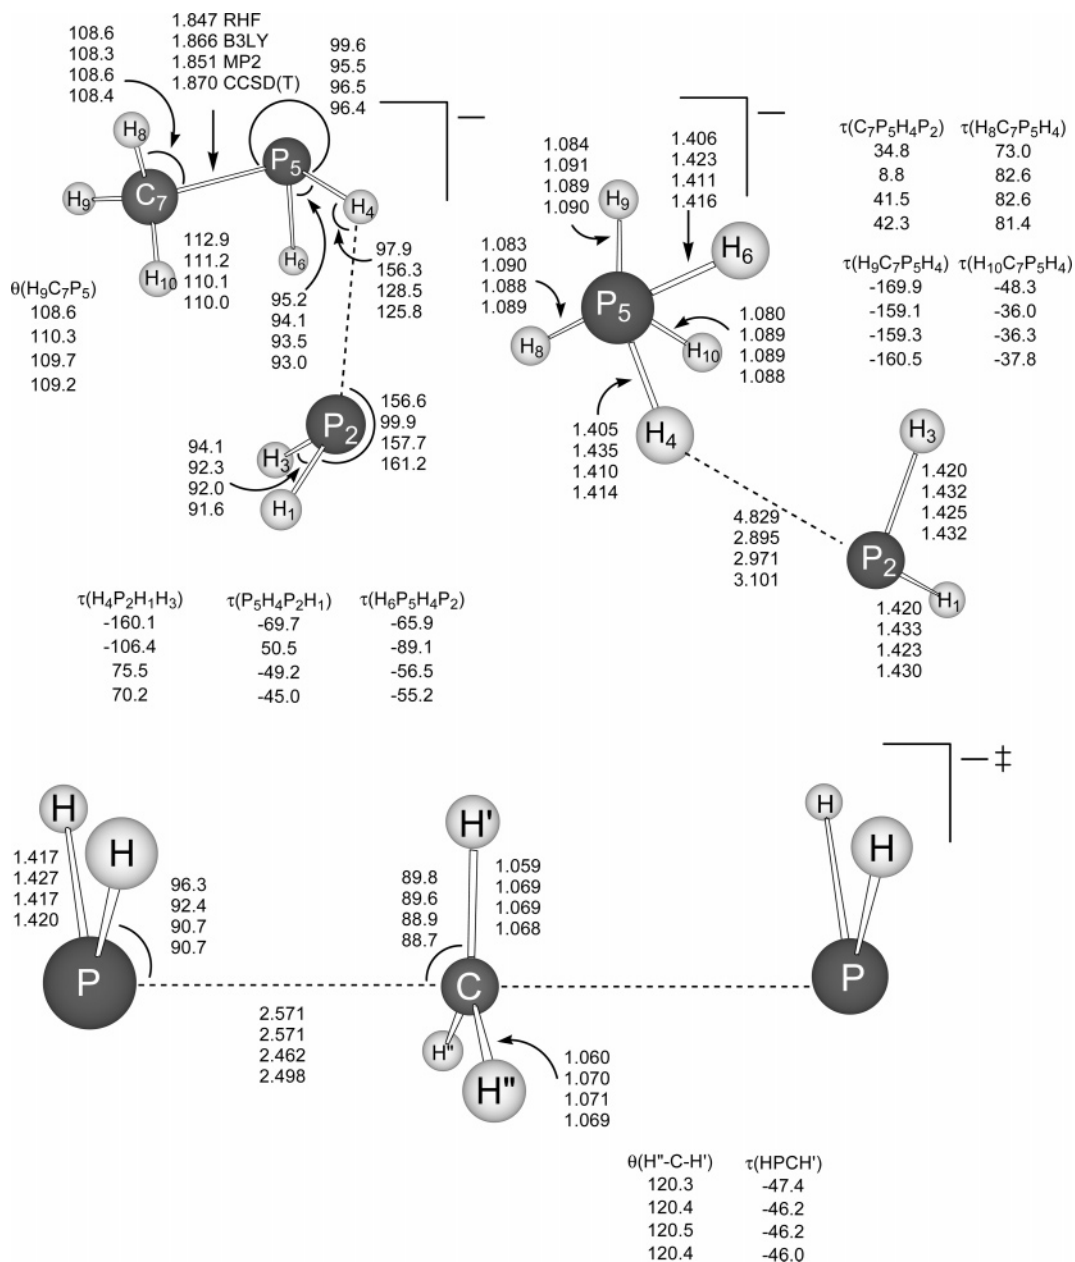 108.6
108.3
108.6
108.4
1.847 RHF
1.866 B3LY
1.851 MP2
1.870 CCSD(T)
99.6
95.5
96.5
96.4
H8
P5
C7
H9
H4
H6
H10
112.9
111.2
110.1
110.0
θ(H9C7P5)
108.6
110.3
109.7
109.2
95.2
94.1
93.5
93.0
97.9
156.3
128.5
125.8
P2
H3
H1
94.1
92.3
92.0
91.6
156.6
99.9
157.7
161.2
–
1.084
1.091
1.089
1.090
1.406
1.423
1.411
1.416
–
H9
H6
P5
H8
H10
H4
1.083
1.090
1.088
1.089
1.080
1.089
1.089
1.088
1.405
1.435
1.410
1.414
4.829
2.895
2.971
3.101
H3
P2
H1
1.420
1.432
1.425
1.432
1.420
1.433
1.423
1.430
τ(C7P5H4P2) τ(H8C7P5H4)
34.8 73.0
8.8 82.6
41.5 82.6
42.3 81.4
τ(H9C7P5H4) τ(H10C7P5H4)
-169.9 -48.3
-159.1 -36.0
-159.3 -36.3
-160.5 -37.8
τ(H4P2H1H3) τ(P5H4P2H1) τ(H6P5H4P2)
-160.1 -69.7 -65.9
-106.4 50.5 -89.1
75.5 -49.2 -56.5
70.2 -45.0 -55.2
– ‡
H
H
P
1.417
1.427
1.417
1.420
96.3
92.4
90.7
90.7
2.571
2.571
2.462
2.498
H'
C
H"
H"
89.8
89.6
88.9
88.7
1.059
1.069
1.069
1.068
1.060
1.070
1.071
1.069
H
H
P
θ(H"-C-H') τ(HPCH')
120.3 -47.4
120.4 -46.2
120.5 -46.2
120.4 -46.0